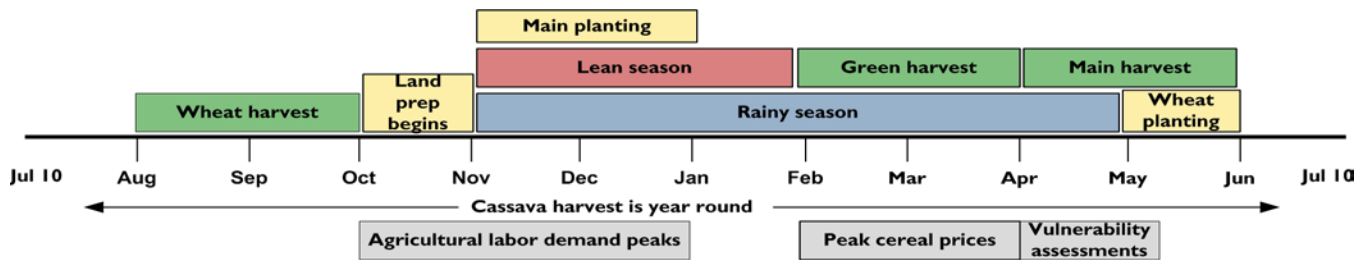 Main planting
Lean season
Green harvest
Main harvest
Land
prep
begins
Wheat harvest
Rainy season
Wheat
planting
Jul 10 Aug Sep Oct Nov Dec Jan Feb Mar Apr May Jun Jul 10
Cassava harvest is year round
Agricultural labor demand peaks
Peak cereal prices
Vulnerability
assessments